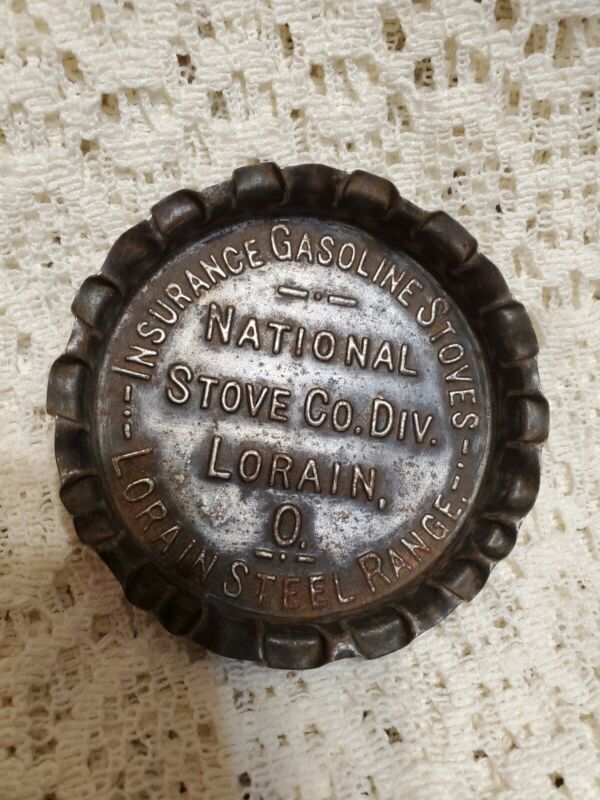 INSURANCE GASOLINE STOVES
NATIONAL
STOVE CO. DIV.
LORAIN,
O.
LORAIN STEEL RANGE.